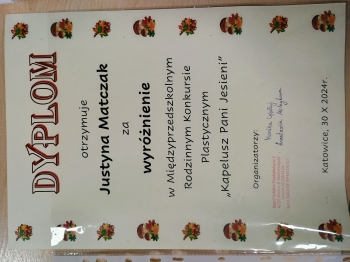 DYPLOM
otrzymuje
Justyna Matczak
za
wyróżnienie
w Międzyprzedszkolnym
Rodzinnym Konkursie
Plastycznym
„Kapelusz Pani Jesieni”
Organizatorzy:
Katowice, 30 X 2024r.